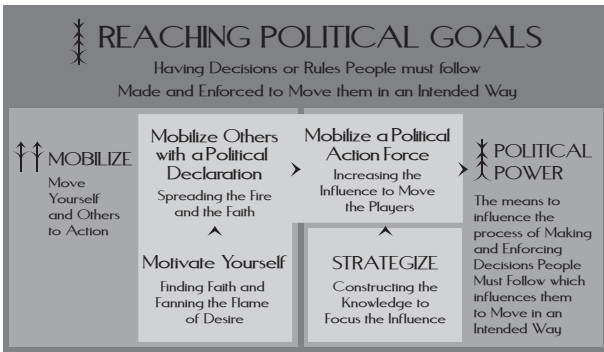 REACHING POLITICAL GOALS
Having Decisions or Rules People must follow
Made and Enforced to Move them in an Intended Way
MOBILIZE
Move
Yourself
and Others
to Action
Mobilize Others
with a Political
Declaration
Spreading the Fire
and the Faith
Motivate Yourself
Finding Faith and
Fanning the Flame
of Desire
Mobilize a Political
Action Force
Increasing the
Influence to Move
the Players
STRATEGIZE
Constructing the
Knowledge to
Focus the Influence
POLITICAL
POWER
The means to
influence the
process of Making
and Enforcing
Decisions People
Must Follow which
influences them
to Move in an
Intended Way